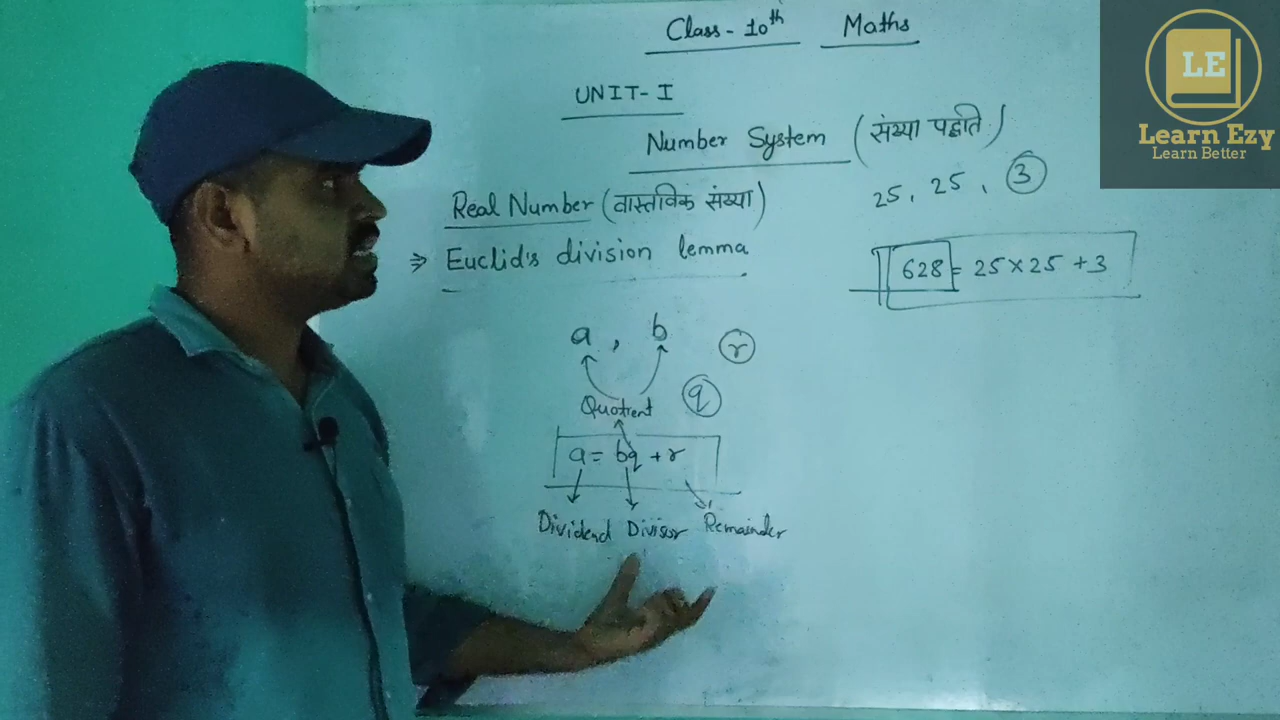 Class - 10th Maths
UNIT - I
Number System (संख्या पद्धति)
Real Number (वास्तविक संख्या)
⇒ Euclid's division lemma
a , b r
Quotient q
a = bq + r
Dividend Divisor Remainder
25, 25, 3
628 = 25 × 25 + 3
LE
Learn Ezy
Learn Better